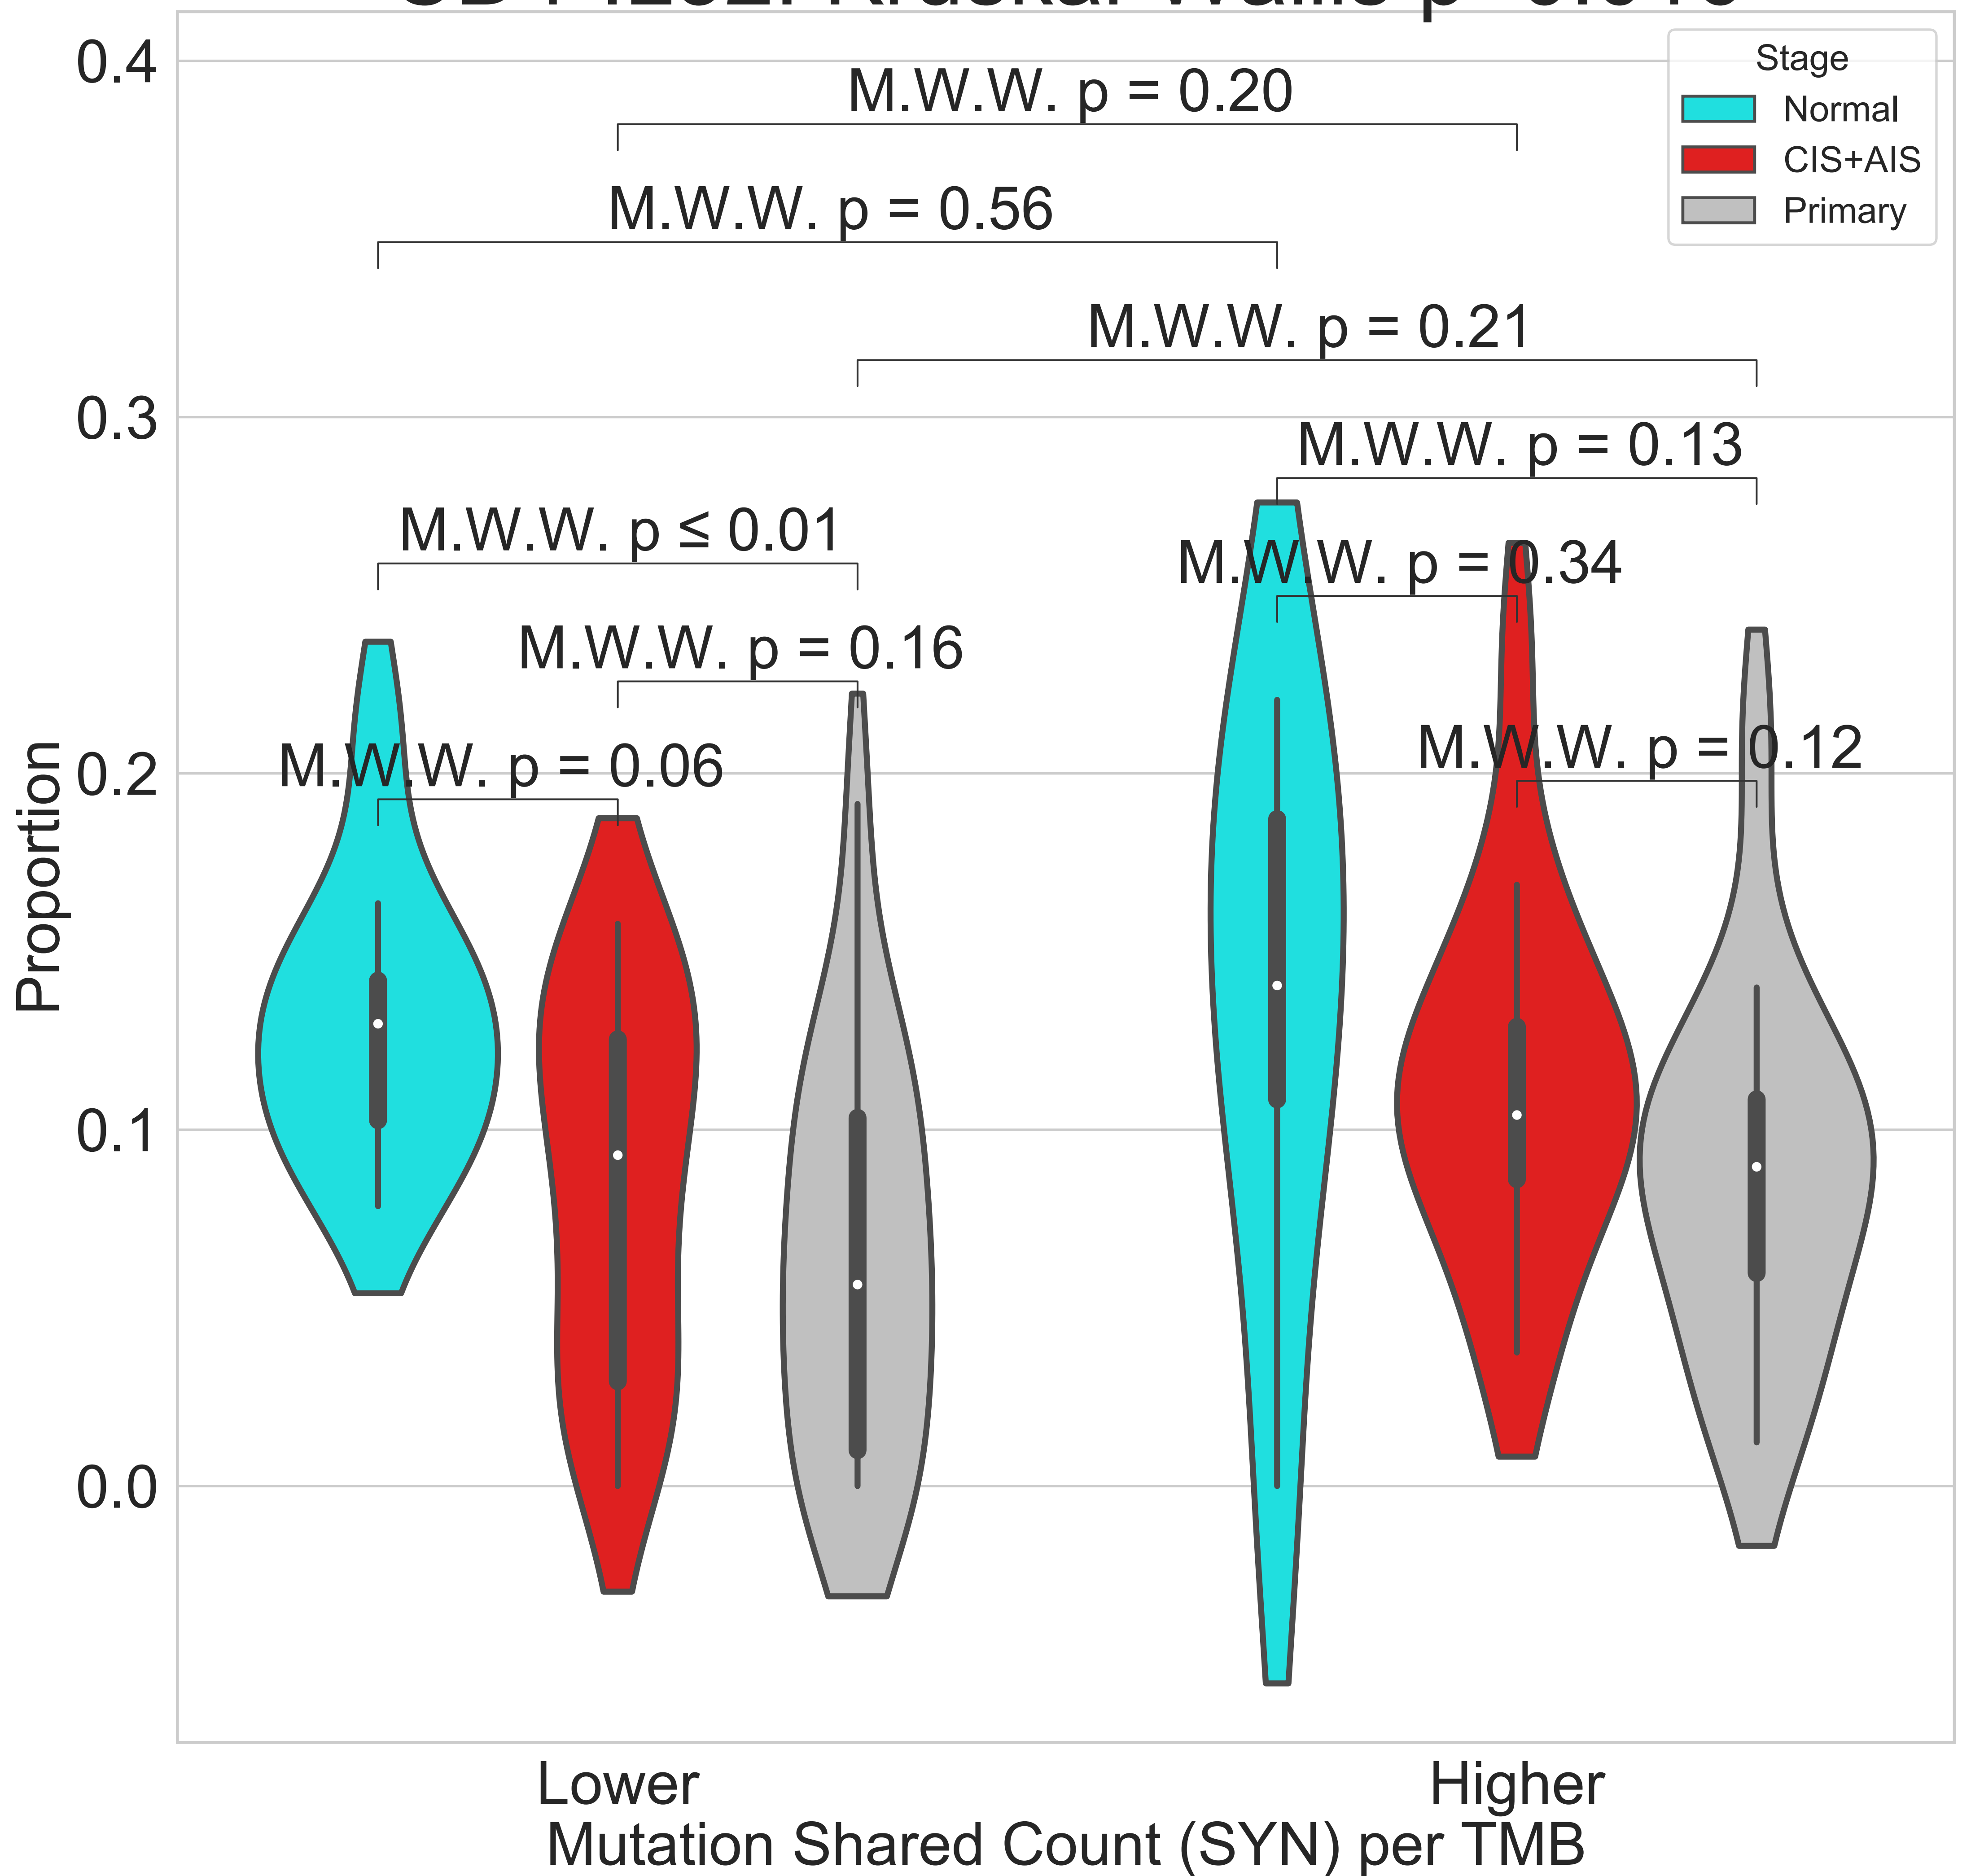 0.4
0.3
0.2
0.1
0.0
Proportion
M.W.W. p = 0.20
M.W.W. p = 0.56
M.W.W. p = 0.21
M.W.W. p = 0.13
M.W.W. p ≤ 0.01
M.W.W. p = 0.34
M.W.W. p = 0.16
M.W.W. p = 0.12
M.W.W. p = 0.06
Stage
Normal
CIS+AIS
Primary
Lower
Higher
Mutation Shared Count (SYN) per TMB